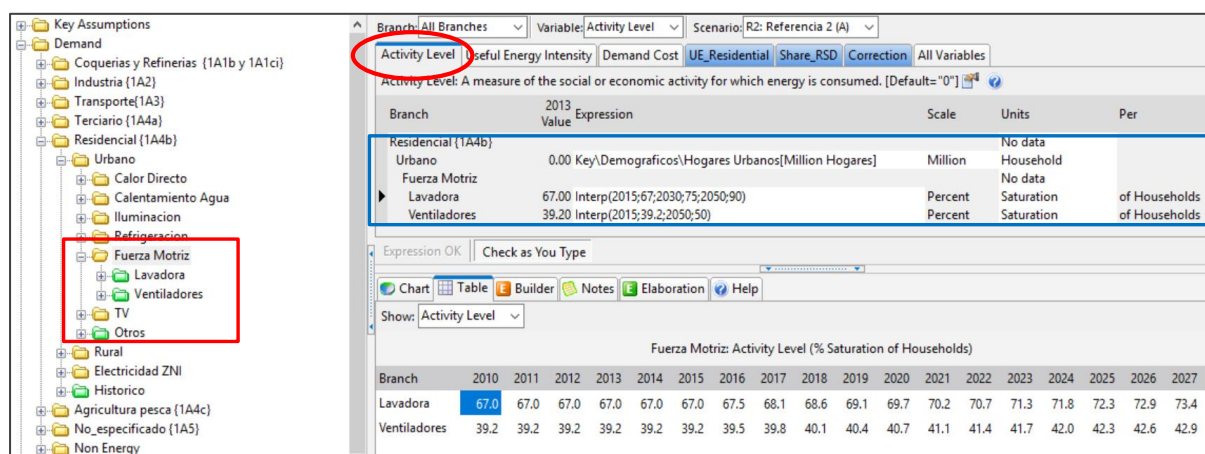 Key Assumptions
Demand
Coquerias y Refinerias {1A1b y 1A1ci}
Industria {1A2}
Transporte{1A3}
Terciario {1A4a}
Residencial {1A4b}
Urbano
Calor Directo
Calentamiento Agua
Iluminacion
Refrigeracion
Fuerza Motriz
Lavadora
Ventiladores
TV
Otros
Rural
Electricidad ZNI
Historico
Agricultura pesca {1A4c}
No_especificado {1A5}
Non Energy
Branch: All Branches Variable: Activity Level Scenario: R2: Referencia 2 (A)
Activity Level Useful Energy Intensity Demand Cost UE_Residential Share_RSD Correction All Variables
Activity Level: A measure of the social or economic activity for which energy is consumed. [Default="0"]
Branch 2013 Value Expression Scale Units Per
Residencial {1A4b} No data
Urbano 0.00 Key\Demograficos\Hogares Urbanos[Million Hogares] Million Household
Fuerza Motriz No data
Lavadora 67.00 Interp(2015;67;2030;75;2050;90) Percent Saturation of Households
Ventiladores 39.20 Interp(2015;39.2;2050;50) Percent Saturation of Households
Expression OK Check as You Type
Chart Table Builder Notes Elaboration Help
Show: Activity Level
Fuerza Motriz: Activity Level (% Saturation of Households)
Branch 2010 2011 2012 2013 2014 2015 2016 2017 2018 2019 2020 2021 2022 2023 2024 2025 2026 2027
Lavadora 67.0 67.0 67.0 67.0 67.0 67.0 67.5 68.1 68.6 69.1 69.7 70.2 70.7 71.3 71.8 72.3 72.9 73.4
Ventiladores 39.2 39.2 39.2 39.2 39.2 39.2 39.5 39.8 40.1 40.4 40.7 41.1 41.4 41.7 42.0 42.3 42.6 42.9